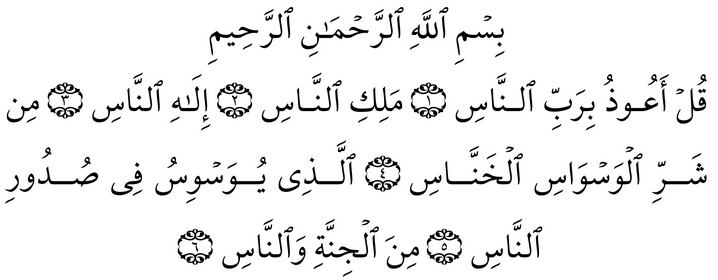 بِسْمِ ٱللَّهِ ٱلرَّحْمَـٰنِ ٱلرَّحِيمِ
قُلْ أَعُوذُ بِرَبِّ ٱلنَّاسِ ۝١ مَلِكِ ٱلنَّاسِ ۝٢ إِلَـٰهِ ٱلنَّاسِ ۝٣ مِن
شَرِّ ٱلْوَسْوَاسِ ٱلْخَنَّاسِ ۝٤ ٱلَّذِى يُوَسْوِسُ فِى صُدُورِ
ٱلنَّاسِ ۝٥ مِنَ ٱلْجِنَّةِ وَٱلنَّاسِ ۝٦